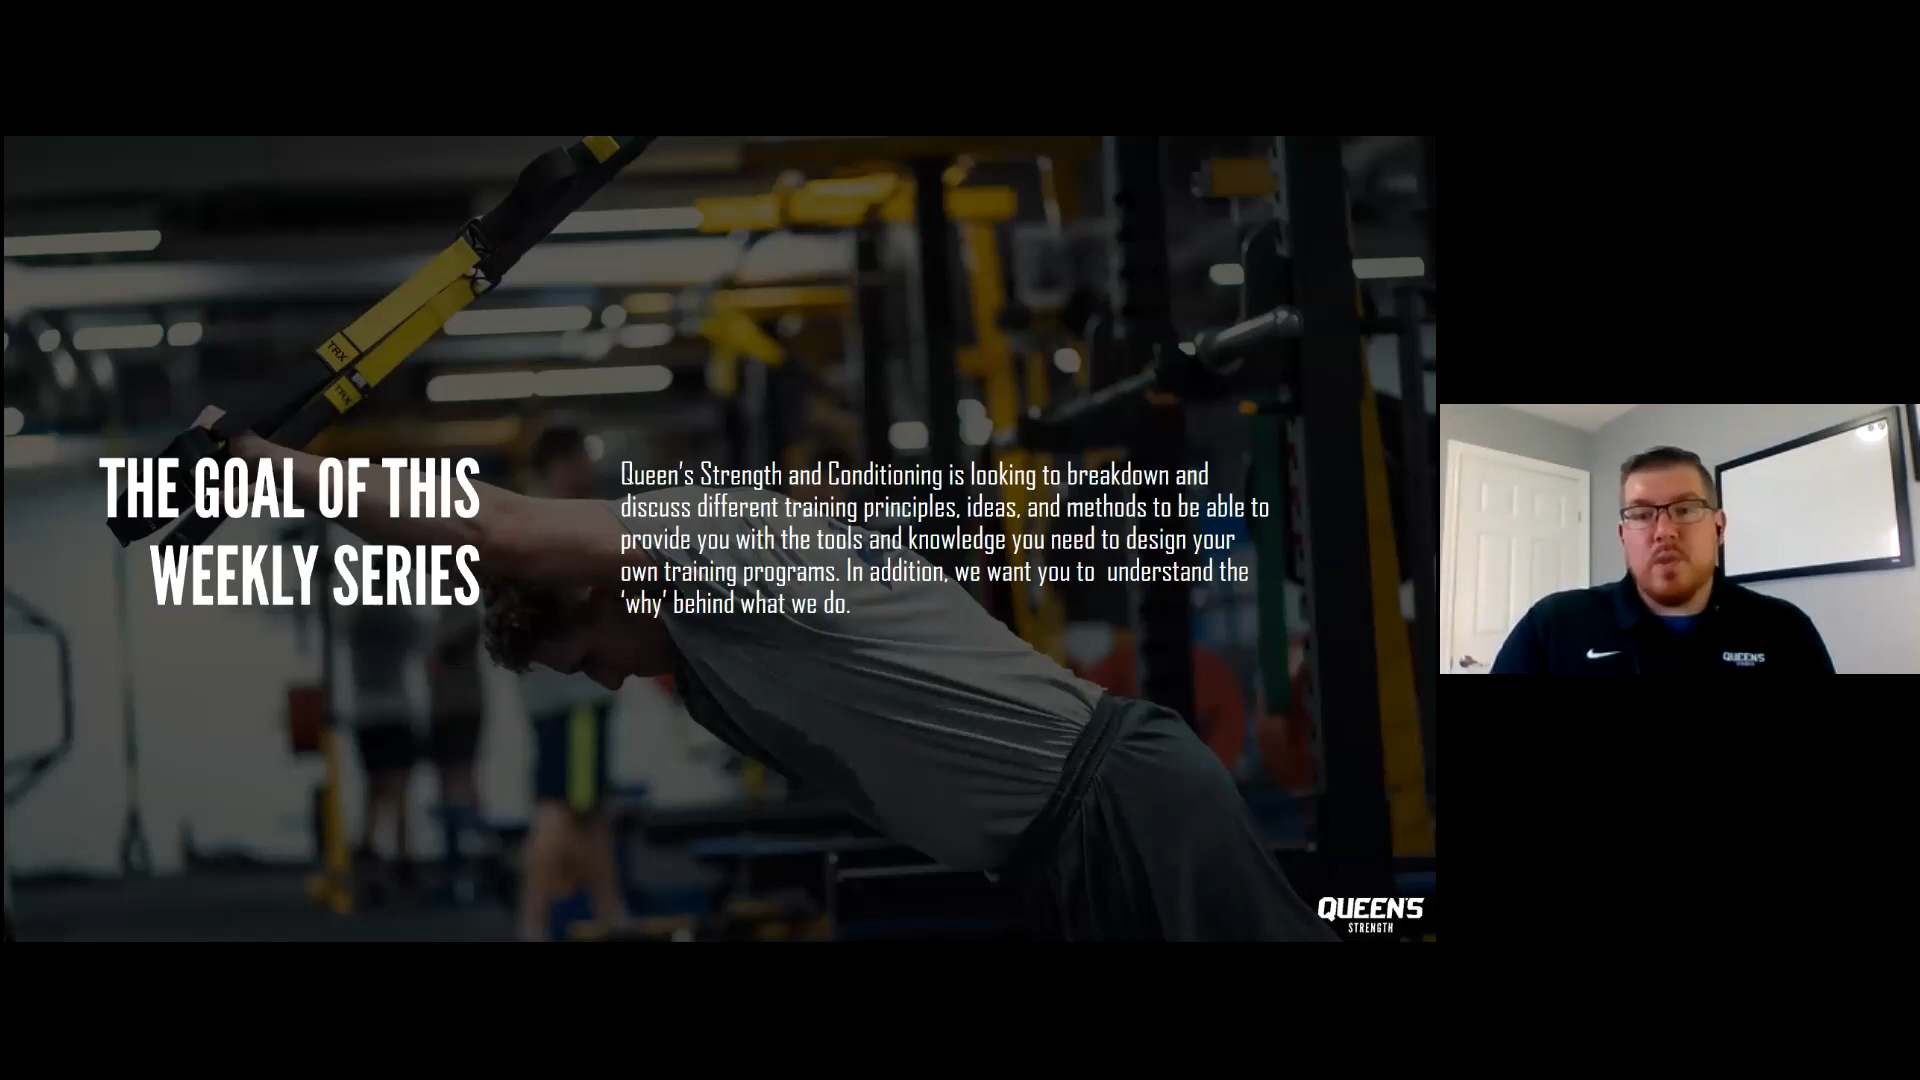 THE GOAL OF THIS
WEEKLY SERIES
Queen's Strength and Conditioning is looking to breakdown and
discuss different training principles, ideas, and methods to be able to
provide you with the tools and knowledge you need to design your
own training programs. In addition, we want you to  understand the
'why' behind what we do.
TRX
TRX
QUEEN'S
STRENGTH
QUEEN'S